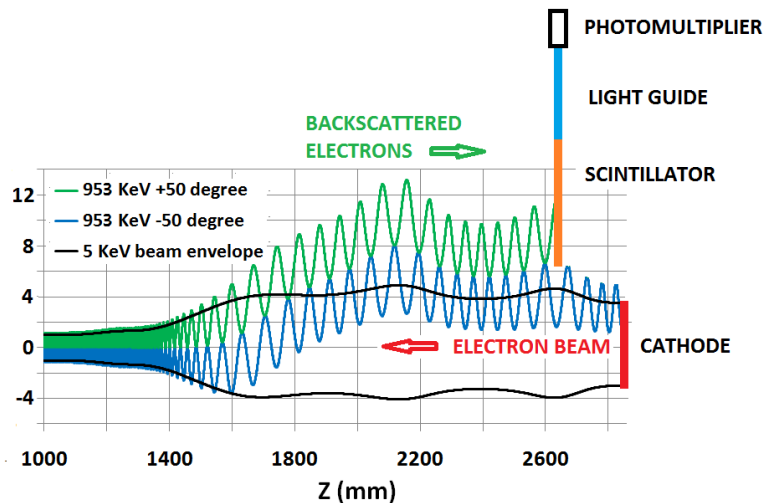 PHOTOMULTIPLIER
LIGHT GUIDE
BACKSCATTERED
ELECTRONS
SCINTILLATOR
953 KeV +50 degree
953 KeV -50 degree
5 KeV beam envelope
12
8
4
0
-4
ELECTRON BEAM
CATHODE
1000
1400
1800
2200
2600
Z (mm)